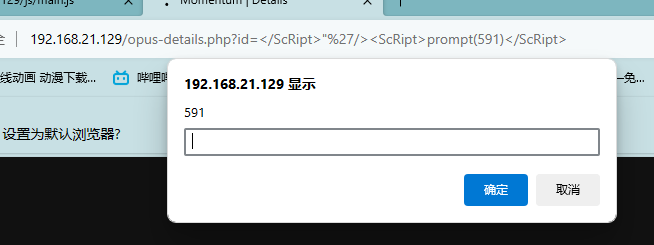 129/js/main.js
Momentum | Details
全 192.168.21.129/opus-details.php?id=</ScRipT>"%27/><ScRipT>prompt(591)</ScRipT>
线动画 动漫下载...
哔哩
192.168.21.129 显示
591
确定
取消
—免...
设置为默认浏览器?